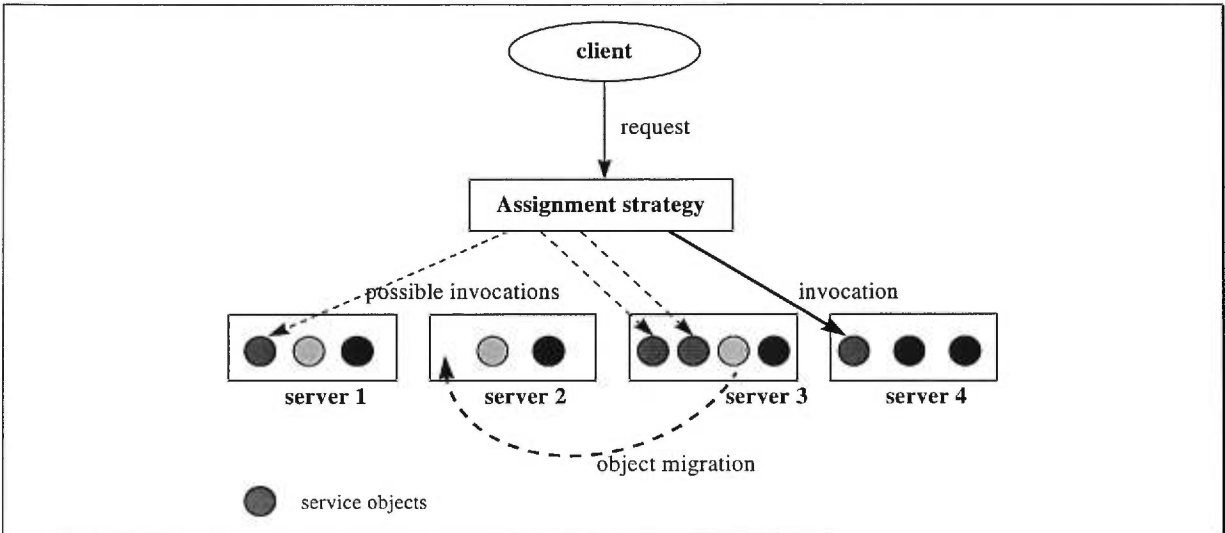 client
request
Assignment strategy
possible invocations
invocation
server 1
server 2
server 3
server 4
object migration
service objects